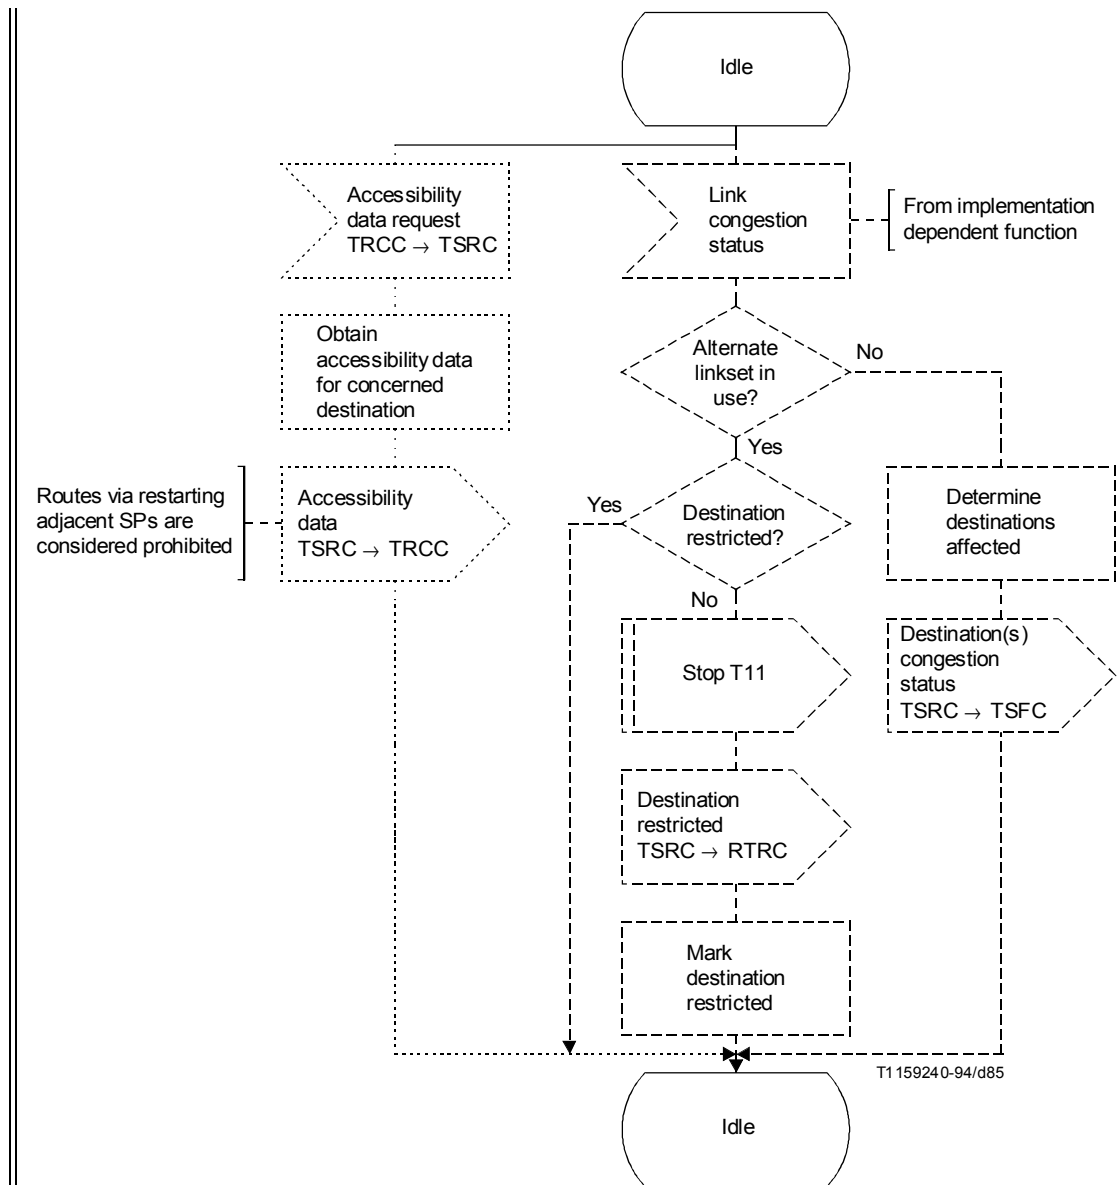 Idle
Accessibility
data request
TRCC → TSRC
Link
congestion
status
From implementation
dependent function
Obtain
accessibility data
for concerned
destination
Alternate
linkset in
use?
No
Yes
Routes via restarting
adjacent SPs are
considered prohibited
Accessibility
data
TSRC → TRCC
Yes
Destination
restricted?
No
Determine
destinations
affected
Stop T11
Destination(s)
congestion
status
TSRC → TSFC
Destination
restricted
TSRC → RTRC
Mark
destination
restricted
T1159240-94/d85
Idle